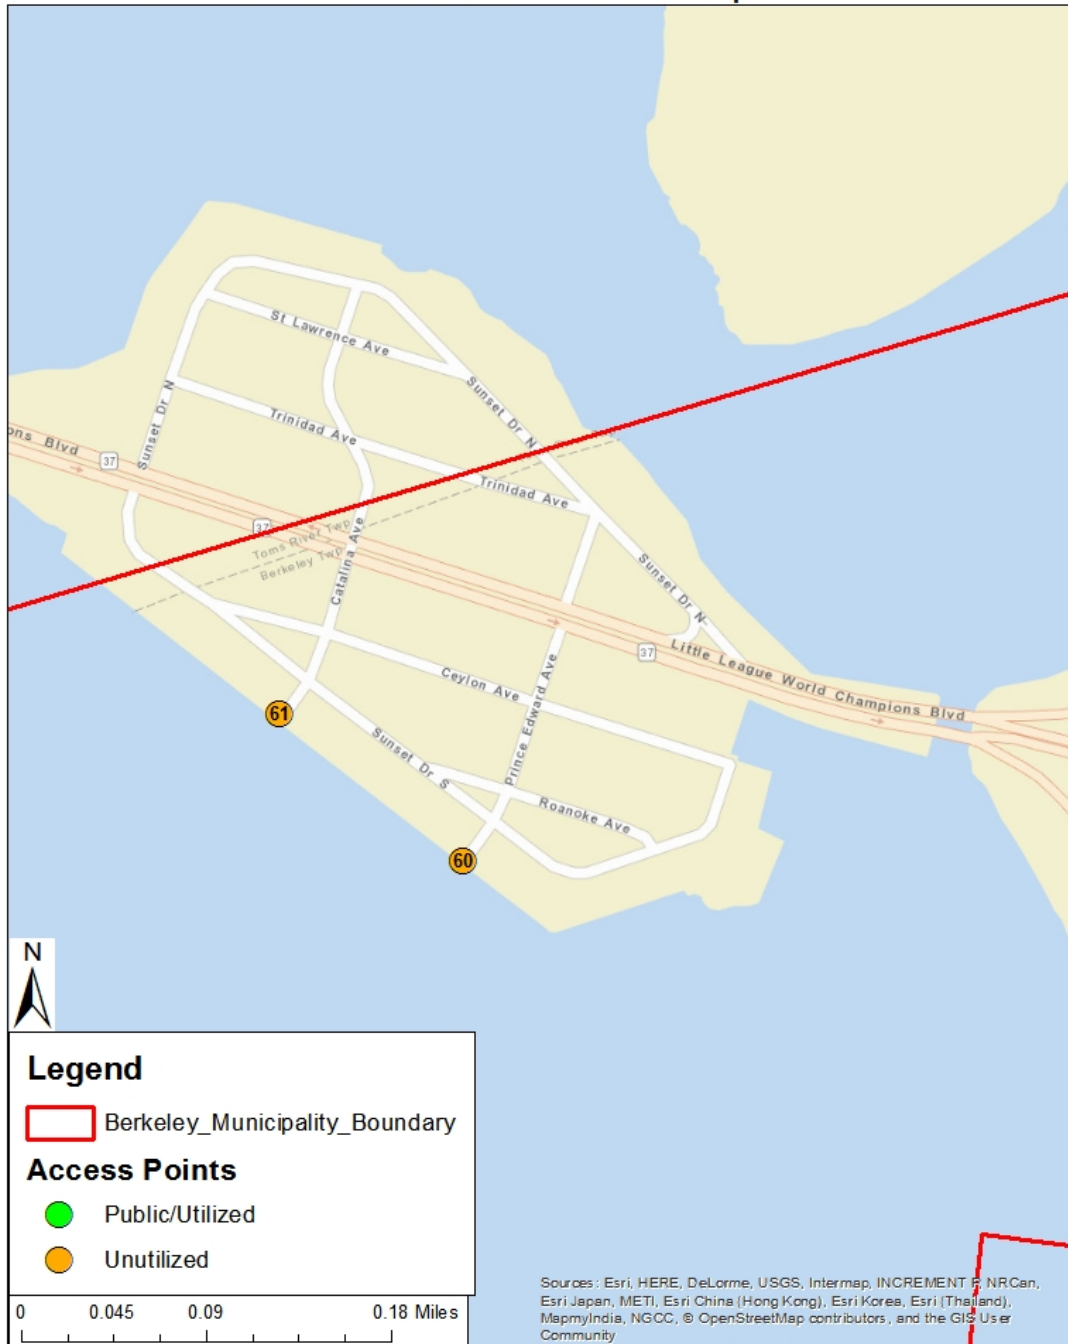 St Lawrence Ave
Sunset Dr N
Sunset Dr N
Trinidad Ave
ons Blvd
37
Trinidad Ave
37
Toms River Twp
Berkeley Twp
Catalina Ave
Sunset Dr N
37
Little League World Champions Blvd
Ceylon Ave
Prince Edward Ave
61
Sunset Dr S
Roanoke Ave
60
N
Legend
Berkeley_Municipality_Boundary
Access Points
Public/Utilized
Unutilized
0 0.045 0.09 0.18 Miles
Sources: Esri, HERE, DeLorme, USGS, Intermap, INCREMENT P, NRCan,
Esri Japan, METI, Esri China (Hong Kong), Esri Korea, Esri (Thailand),
MapmyIndia, NGCC, © OpenStreetMap contributors, and the GIS User
Community